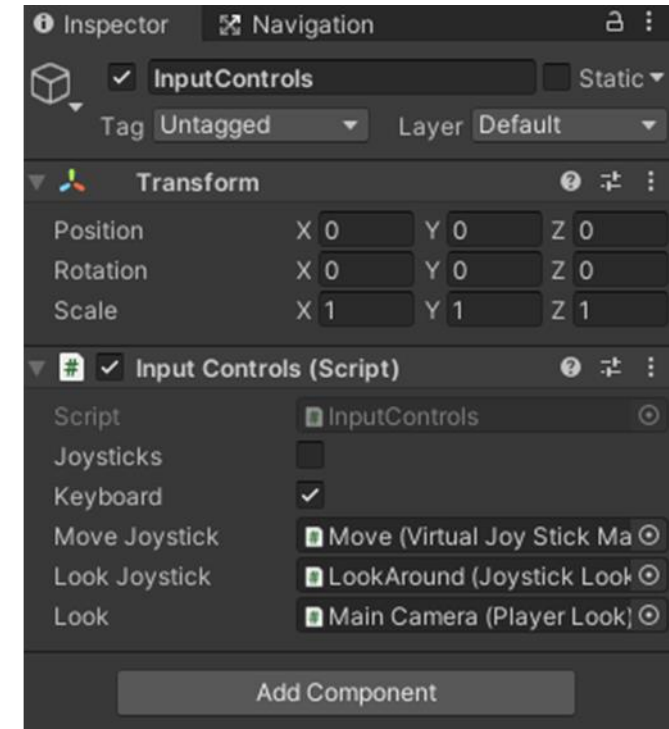 Inspector Navigation
InputControls Static
Tag Untagged Layer Default
Transform
Position X 0 Y 0 Z 0
Rotation X 0 Y 0 Z 0
Scale X 1 Y 1 Z 1
# Input Controls (Script)
Script # InputControls
Joysticks
Keyboard
Move Joystick # Move (Virtual Joy Stick Ma
Look Joystick # LookAround (Joystick Look
Look # Main Camera (Player Look)
Add Component